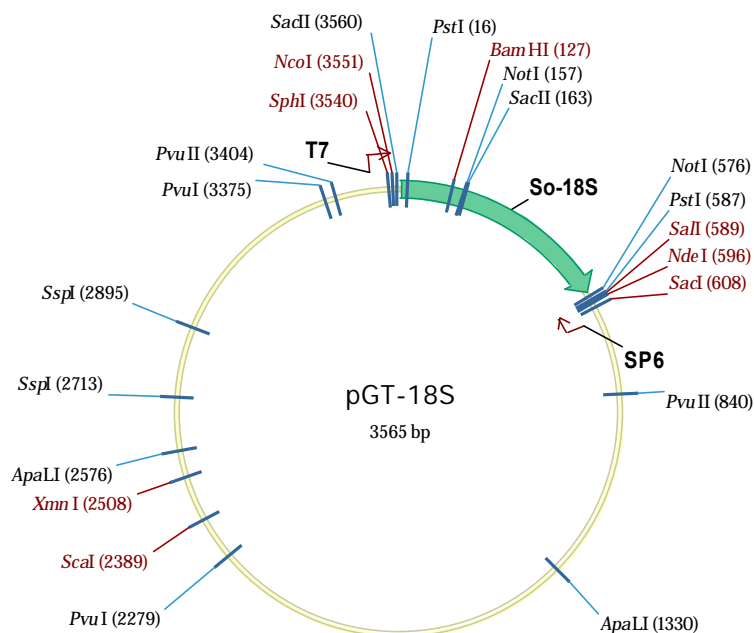 SacII (3560)
PstI (16)
NcoI (3551)
BamHI (127)
SphI (3540)
NotI (157)
SacII (163)
T7
PvuII (3404)
PvuI (3375)
So-18S
NotI (576)
PstI (587)
SalI (589)
NdeI (596)
SacI (608)
SspI (2895)
SP6
SspI (2713)
pGT-18S
3565 bp
PvuII (840)
ApaLI (2576)
XmnI (2508)
ScaI (2389)
PvuI (2279)
ApaLI (1330)